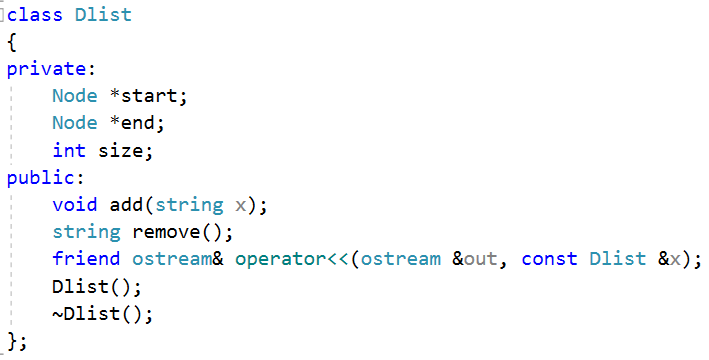 class Dlist
{
private:
    Node *start;
    Node *end;
    int size;
public:
    void add(string x);
    string remove();
    friend ostream& operator<<(ostream &out, const Dlist &x);
    Dlist();
    ~Dlist();
};